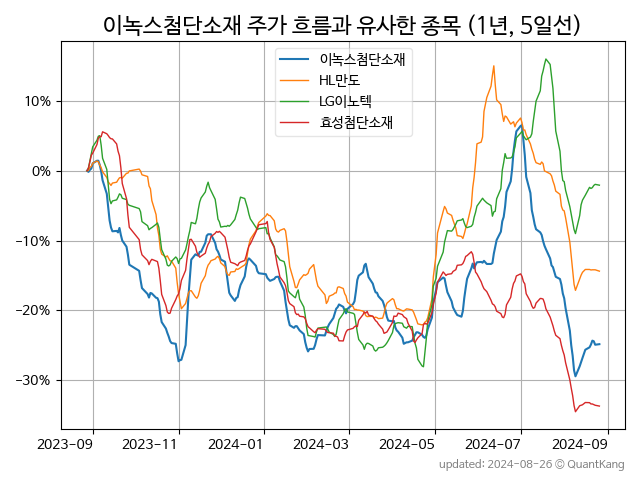 이녹스첨단소재 주가 흐름과 유사한 종목 (1년, 5일선)
이녹스첨단소재
HL만도
LG이노텍
효성첨단소재
10%
0%
−10%
−20%
−30%
2023-09 2023-11 2024-01 2024-03 2024-05 2024-07 2024-09
updated: 2024-08-26 © QuantKang